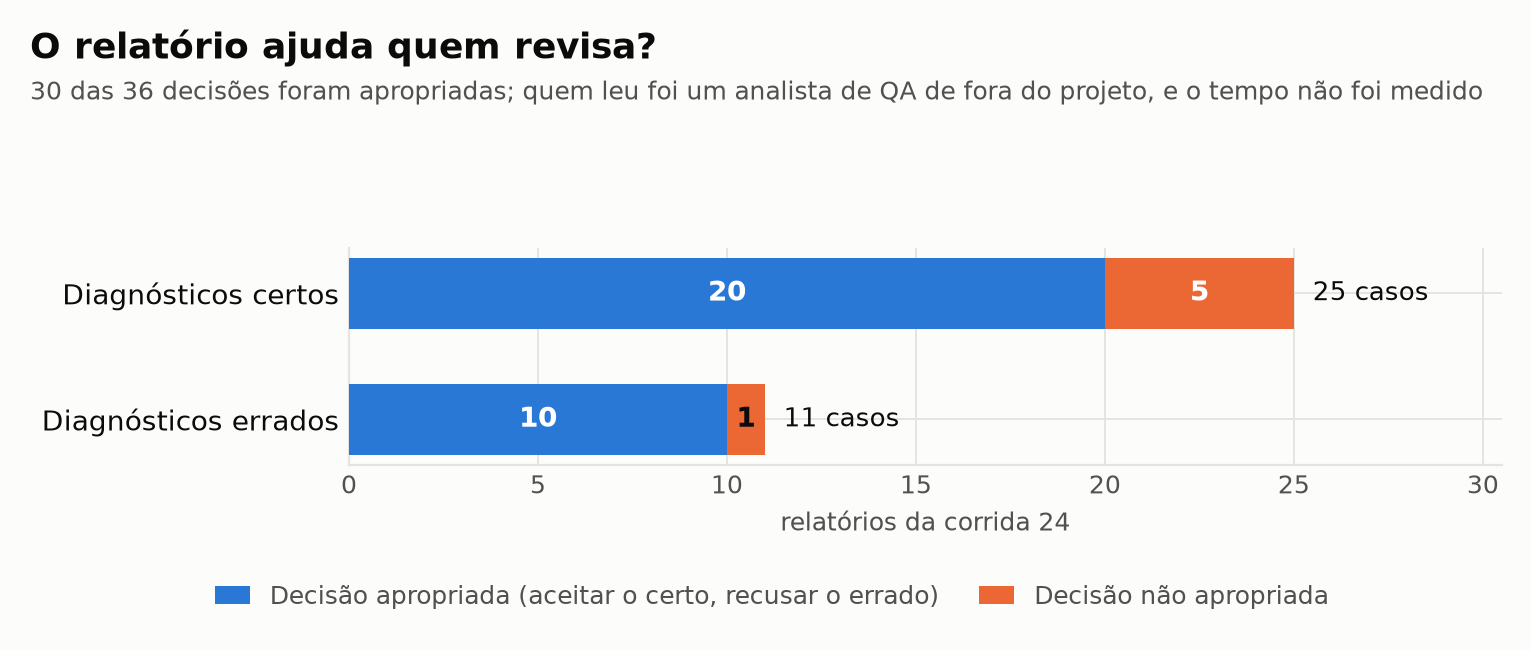 O relatório ajuda quem revisa?
30 das 36 decisões foram apropriadas; quem leu foi um analista de QA de fora do projeto, e o tempo não foi medido
Diagnósticos certos
20
5
25 casos
Diagnósticos errados
10
1
11 casos
0 5 10 15 20 25 30
relatórios da corrida 24
Decisão apropriada (aceitar o certo, recusar o errado)
Decisão não apropriada